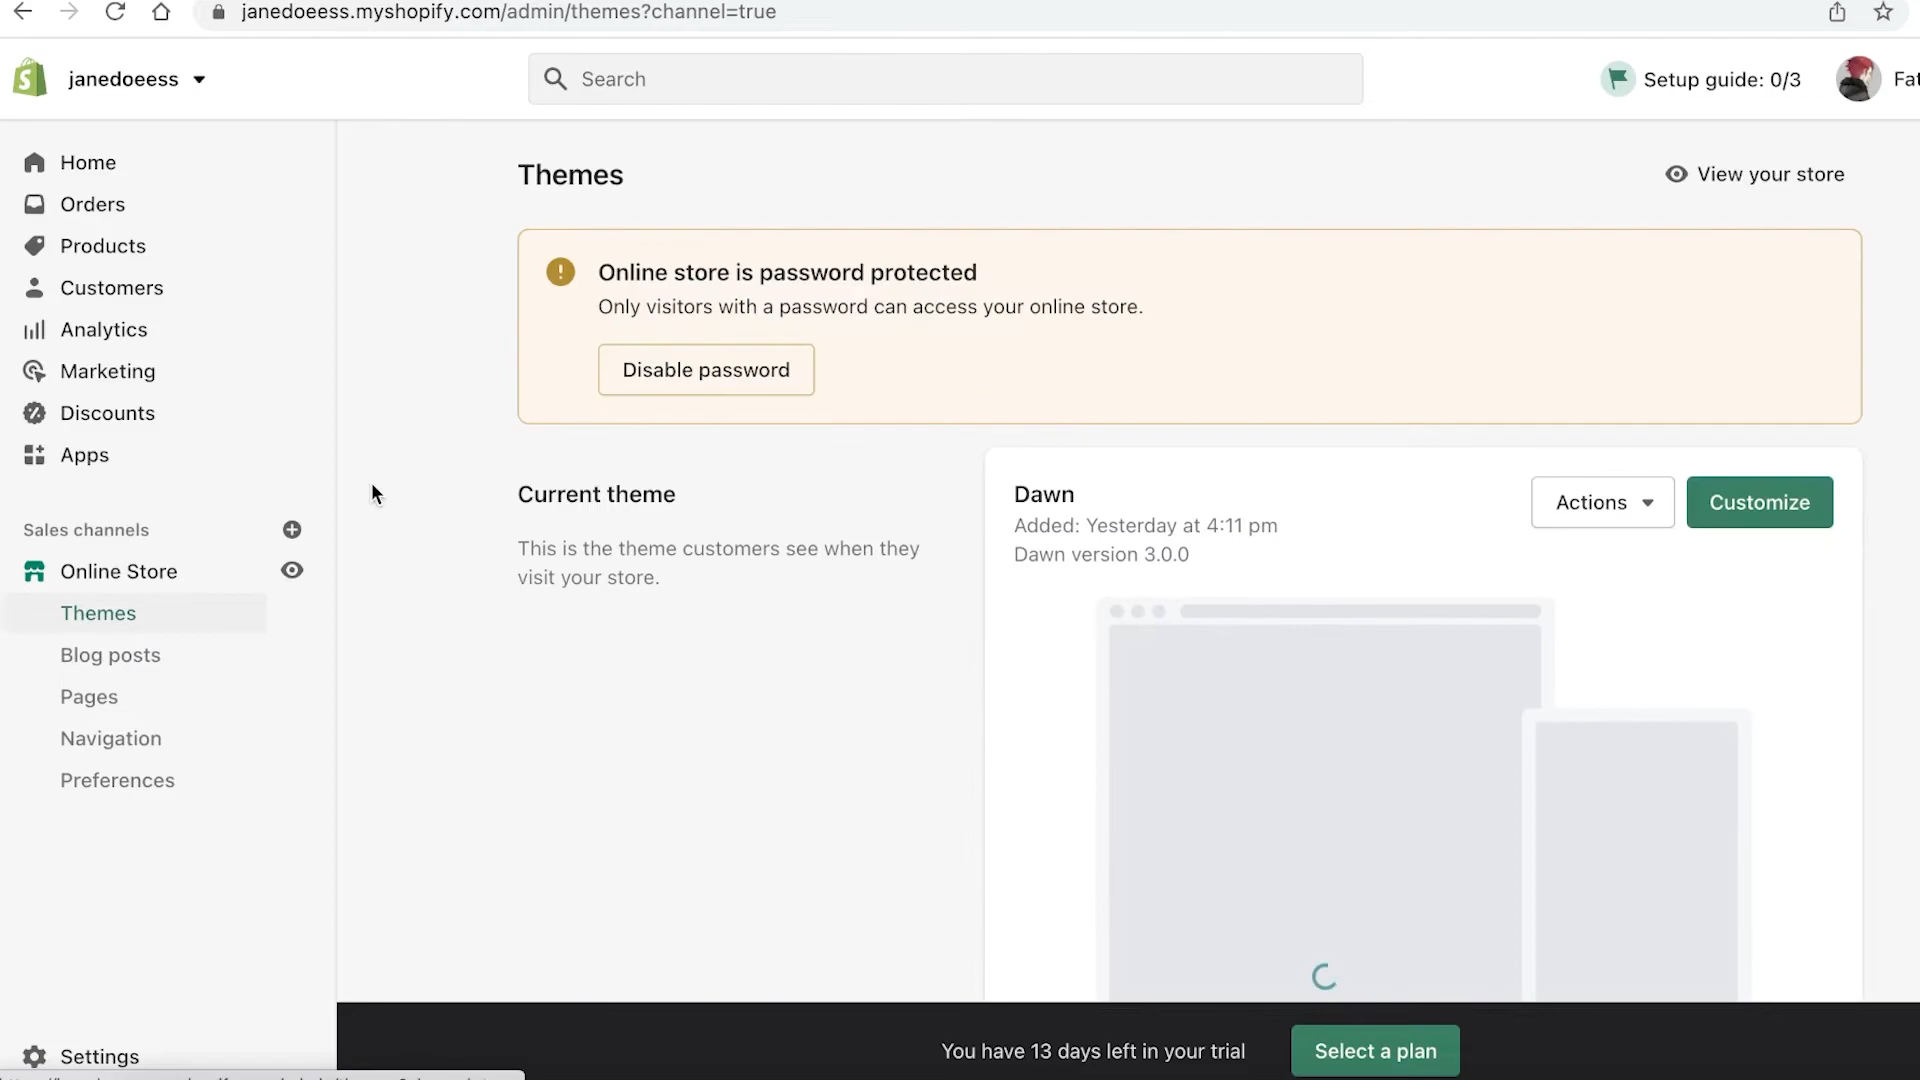 janedoeess.myshopify.com/admin/themes?channel=true
janedoeess
Search
Setup guide: 0/3
Home
Orders
Products
Customers
Analytics
Marketing
Discounts
Apps
Sales channels
Online Store
Themes
Blog posts
Pages
Navigation
Preferences
Settings
Themes
View your store
Online store is password protected
Only visitors with a password can access your online store.
Disable password
Current theme
This is the theme customers see when they
visit your store.
Dawn
Added: Yesterday at 4:11 pm
Dawn version 3.0.0
Actions
Customize
You have 13 days left in your trial
Select a plan